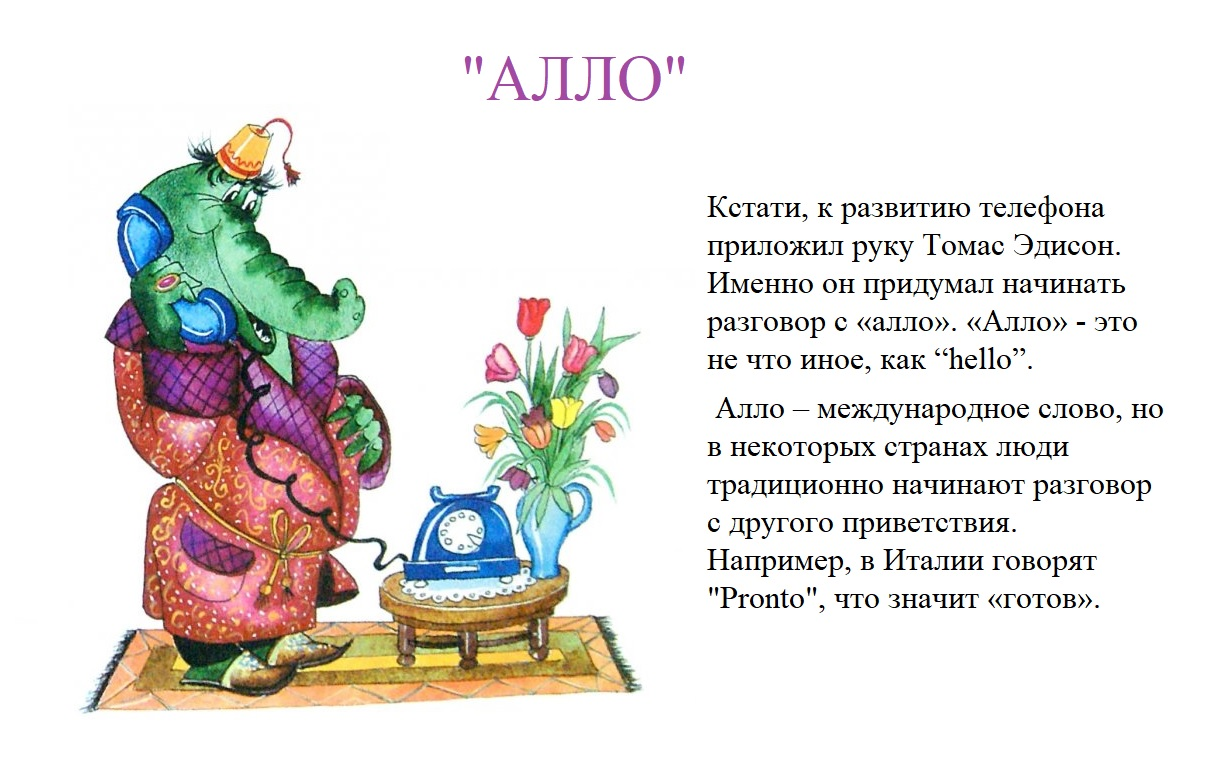 "АЛЛО"
Кстати, к развитию телефона
приложил руку Томас Эдисон.
Именно он придумал начинать
разговор с «алло». «Алло» - это
не что иное, как “hello”.
Алло – международное слово, но
в некоторых странах люди
традиционно начинают разговор
с другого приветствия.
Например, в Италии говорят
"Pronto", что значит «готов».